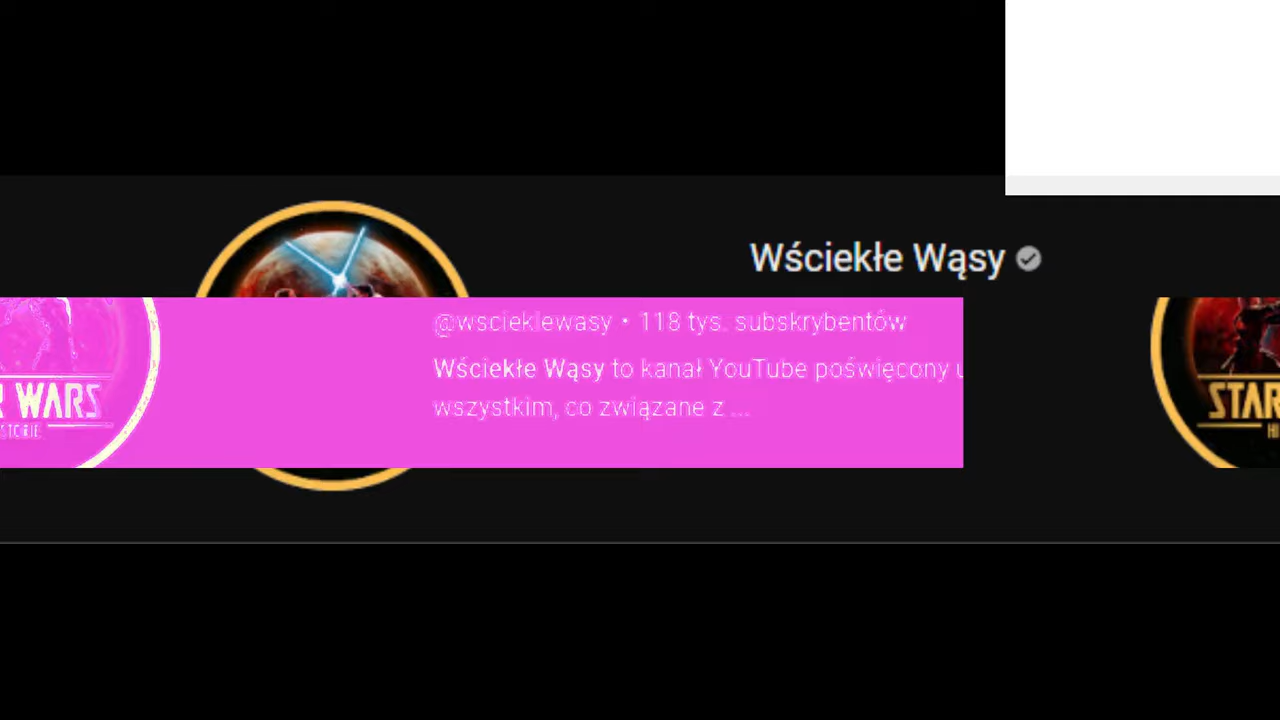 Wściekłe Wąsy
@wscieklewasy • 118 tys. subskrybentów
Wściekłe Wąsy to kanał YouTube poświęcony
wszystkim, co związane z ...
WARS
STAR